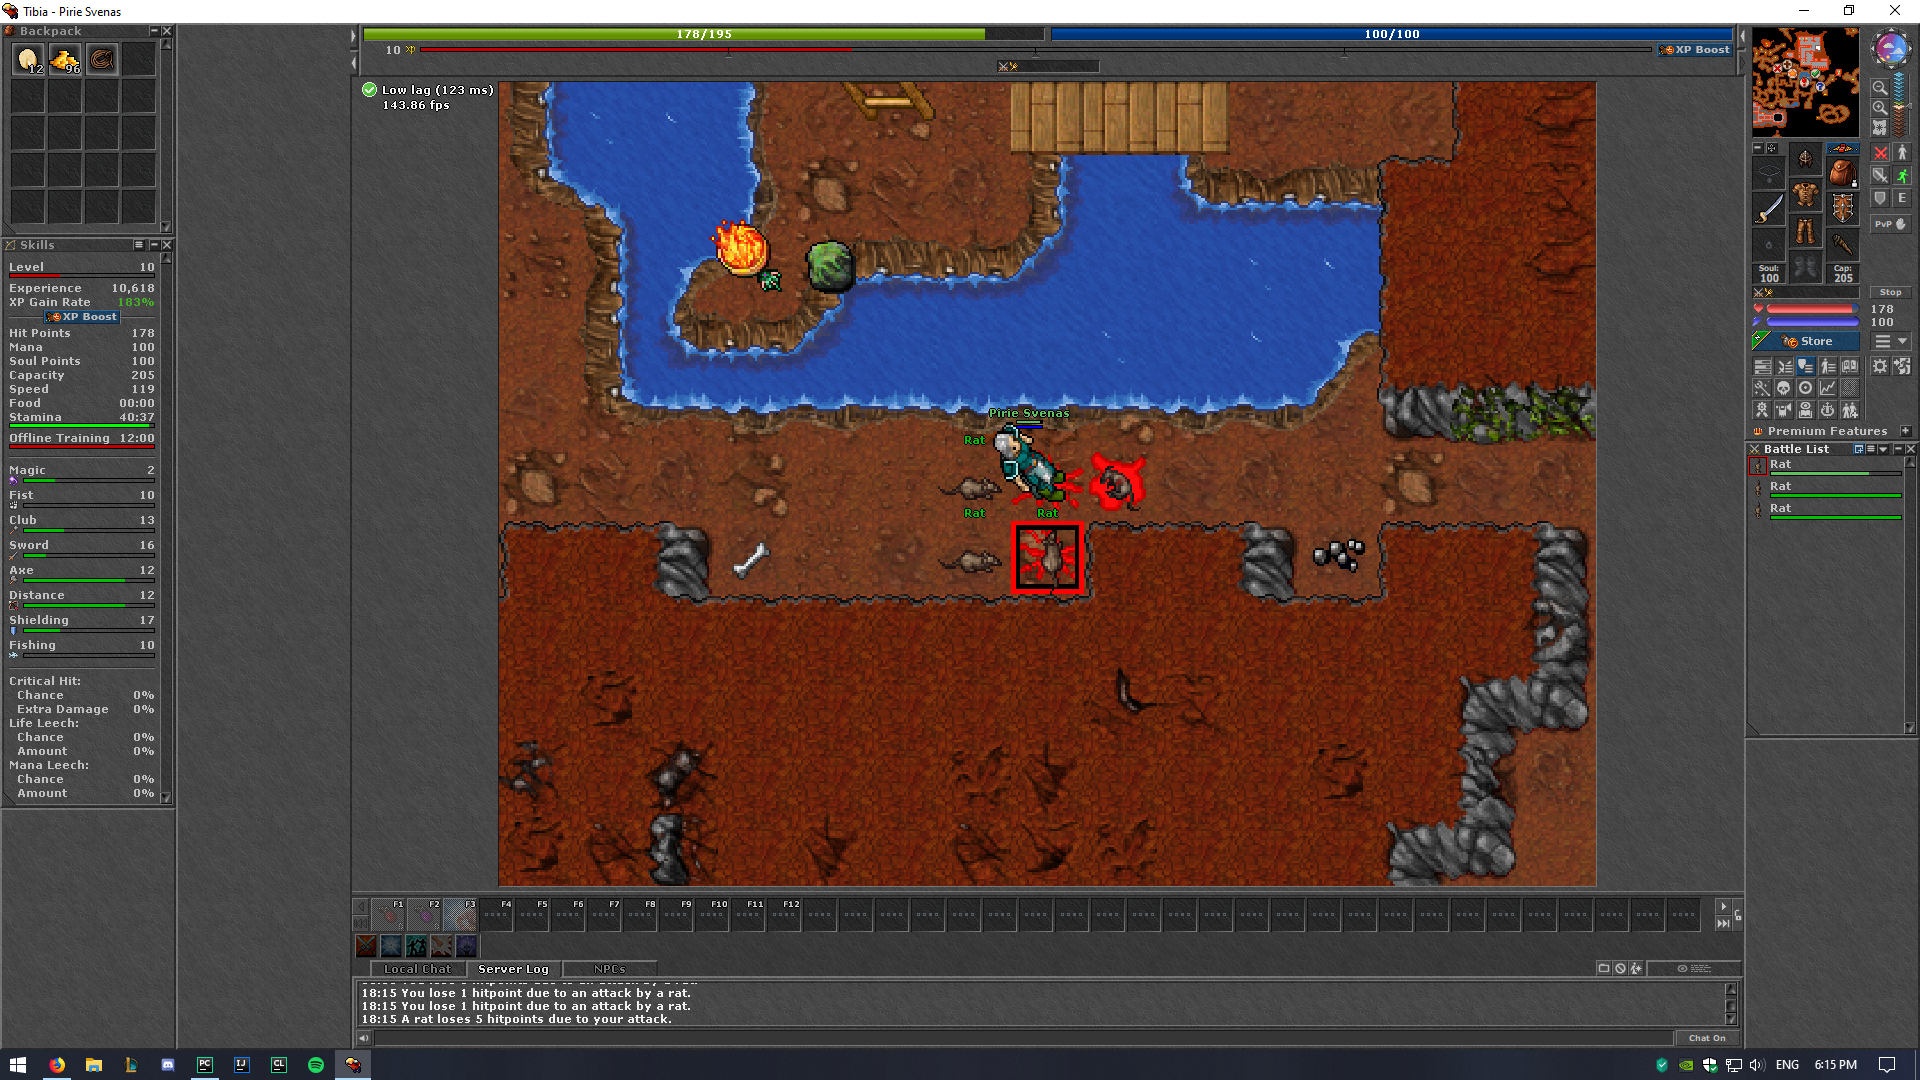 Tibia - Pirie Svenas
Backpack
12
96
Skills
Level 10
Experience 10,618
XP Gain Rate 183%
XP Boost
Hit Points 178
Mana 100
Soul Points 100
Capacity 205
Speed 119
Food 00:00
Stamina 40:37
Offline Training 12:00
Magic 2
Fist 10
Club 13
Sword 16
Axe 12
Distance 12
Shielding 17
Fishing 10
Critical Hit:
Chance 0%
Extra Damage 0%
Life Leech:
Chance 0%
Amount 0%
Mana Leech:
Chance 0%
Amount 0%
178/195
100/100
10
XP Boost
Low lag (123 ms)
143.86 fps
Pirie Svenas
Rat
Rat
Rat
F1 F2 F3 F4 F5 F6 F7 F8 F9 F10 F11 F12
Local Chat
Server Log
NPCs
18:15 You lose 1 hitpoint due to an attack by a rat.
18:15 You lose 1 hitpoint due to an attack by a rat.
18:15 A rat loses 5 hitpoints due to your attack.
Chat On
E
PvP
Soul: 100
Cap: 205
Stop
178
100
Store
Premium Features
Battle List
Rat
Rat
Rat
PC
IJ
CL
ENG
6:15 PM